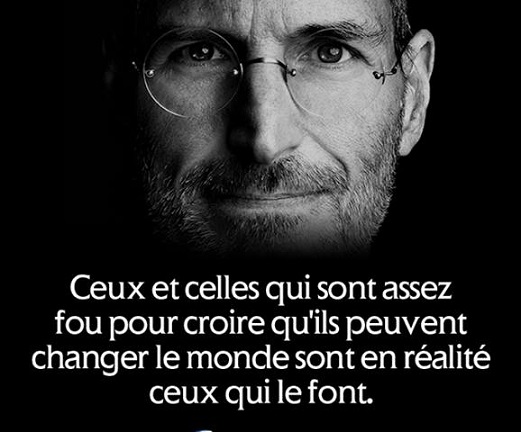 Ceux et celles qui sont assez
fou pour croire qu'ils peuvent
changer le monde sont en réalité
ceux qui le font.